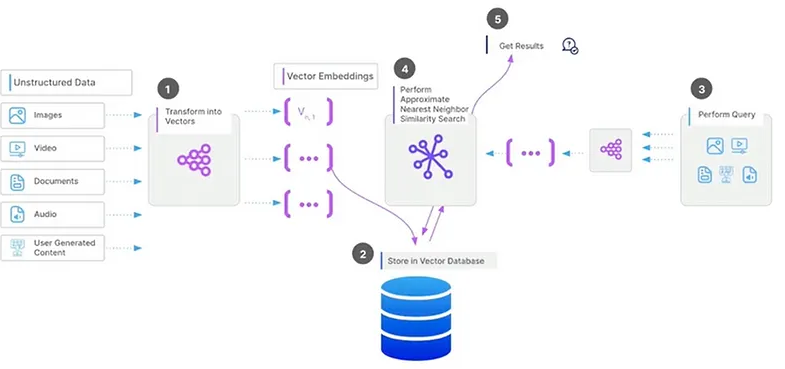 Unstructured Data
Images
Video
Documents
Audio
User Generated
Content
1
Transform into
Vectors
Vector Embeddings
2
Store in Vector Database
3
Perform Query
4
Perform
Approximate
Nearest Neighbor
Similarity Search
5
Get Results